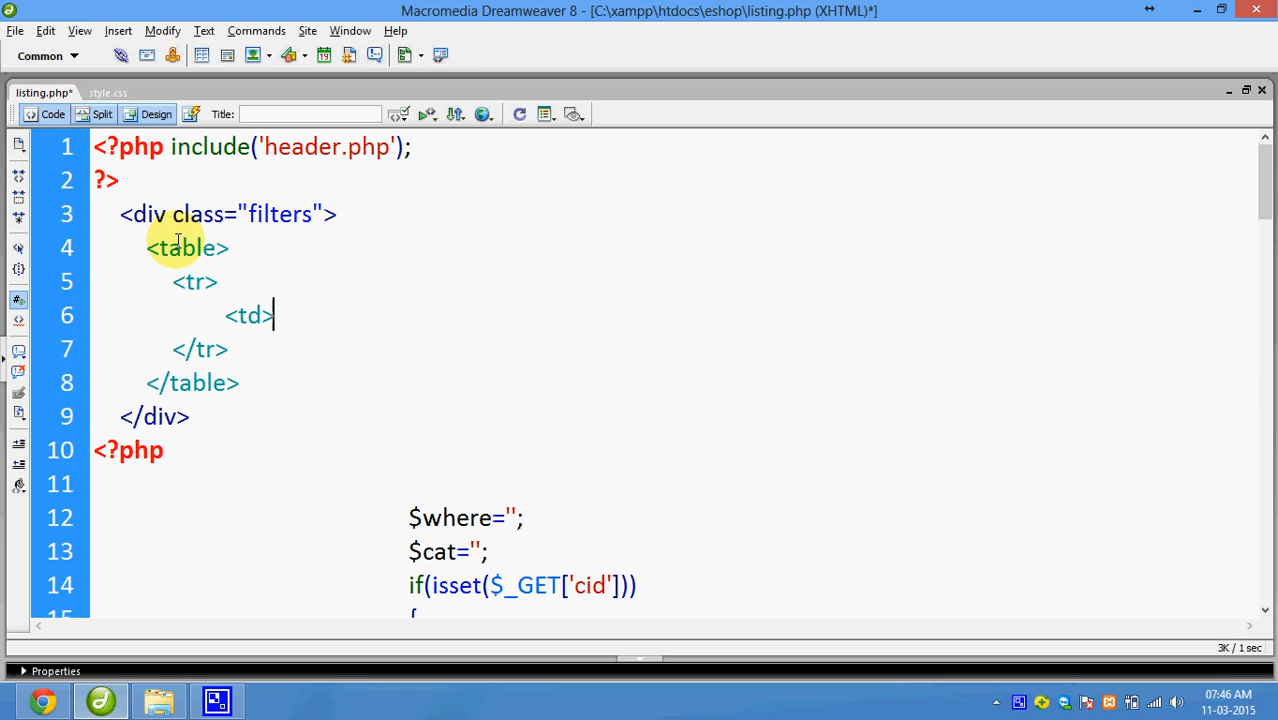 Macromedia Dreamweaver 8 - [C:\xampp\htdocs\eshop\listing.php (XHTML)*]
File Edit View Insert Modify Text Commands Site Window Help
Common
listing.php* style.css
Code Split Design Title:
1 <?php include('header.php');
2 ?>
3 <div class="filters">
4 <table>
5 <tr>
6 <td>
7 </tr>
8 </table>
9 </div>
10 <?php
11
12 $where='';
13 $cat='';
14 if(isset($_GET['cid']))
15 {
3K / 1 sec
Properties
07:46 AM
11-03-2015